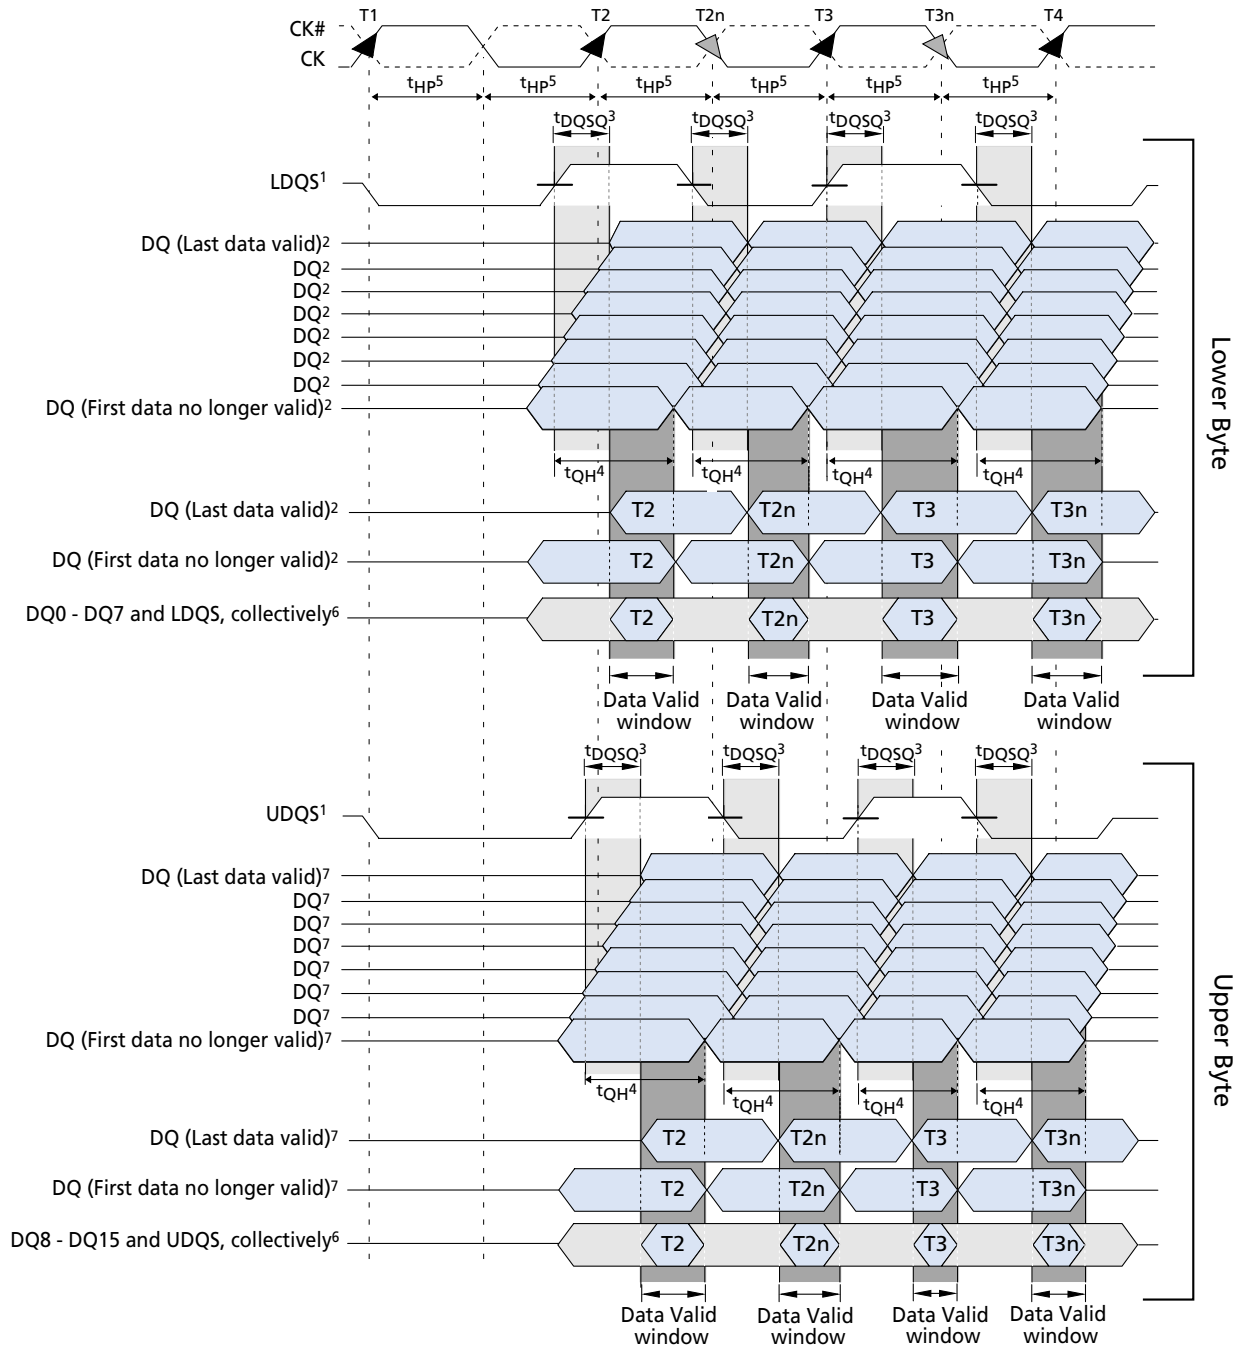 T1 T2 T2n T3 T3n T4
CK#
CK
tHP5 tHP5 tHP5 tHP5 tHP5 tHP5
tDQSQ3 tDQSQ3 tDQSQ3 tDQSQ3
LDQS1
DQ (Last data valid)2
DQ2
DQ2
DQ2
DQ2
DQ2
DQ2
DQ (First data no longer valid)2
tQH4 tQH4 tQH4 tQH4
DQ (Last data valid)2 T2 T2n T3 T3n
DQ (First data no longer valid)2 T2 T2n T3 T3n
DQ0 - DQ7 and LDQS, collectively6 T2 T2n T3 T3n
Data Valid window Data Valid window Data Valid window Data Valid window
Lower Byte
tDQSQ3 tDQSQ3 tDQSQ3 tDQSQ3
UDQS1
DQ (Last data valid)7
DQ7
DQ7
DQ7
DQ7
DQ7
DQ7
DQ (First data no longer valid)7
tQH4 tQH4 tQH4 tQH4
DQ (Last data valid)7 T2 T2n T3 T3n
DQ (First data no longer valid)7 T2 T2n T3 T3n
DQ8 - DQ15 and UDQS, collectively6 T2 T2n T3 T3n
Data Valid window Data Valid window Data Valid window Data Valid window
Upper Byte